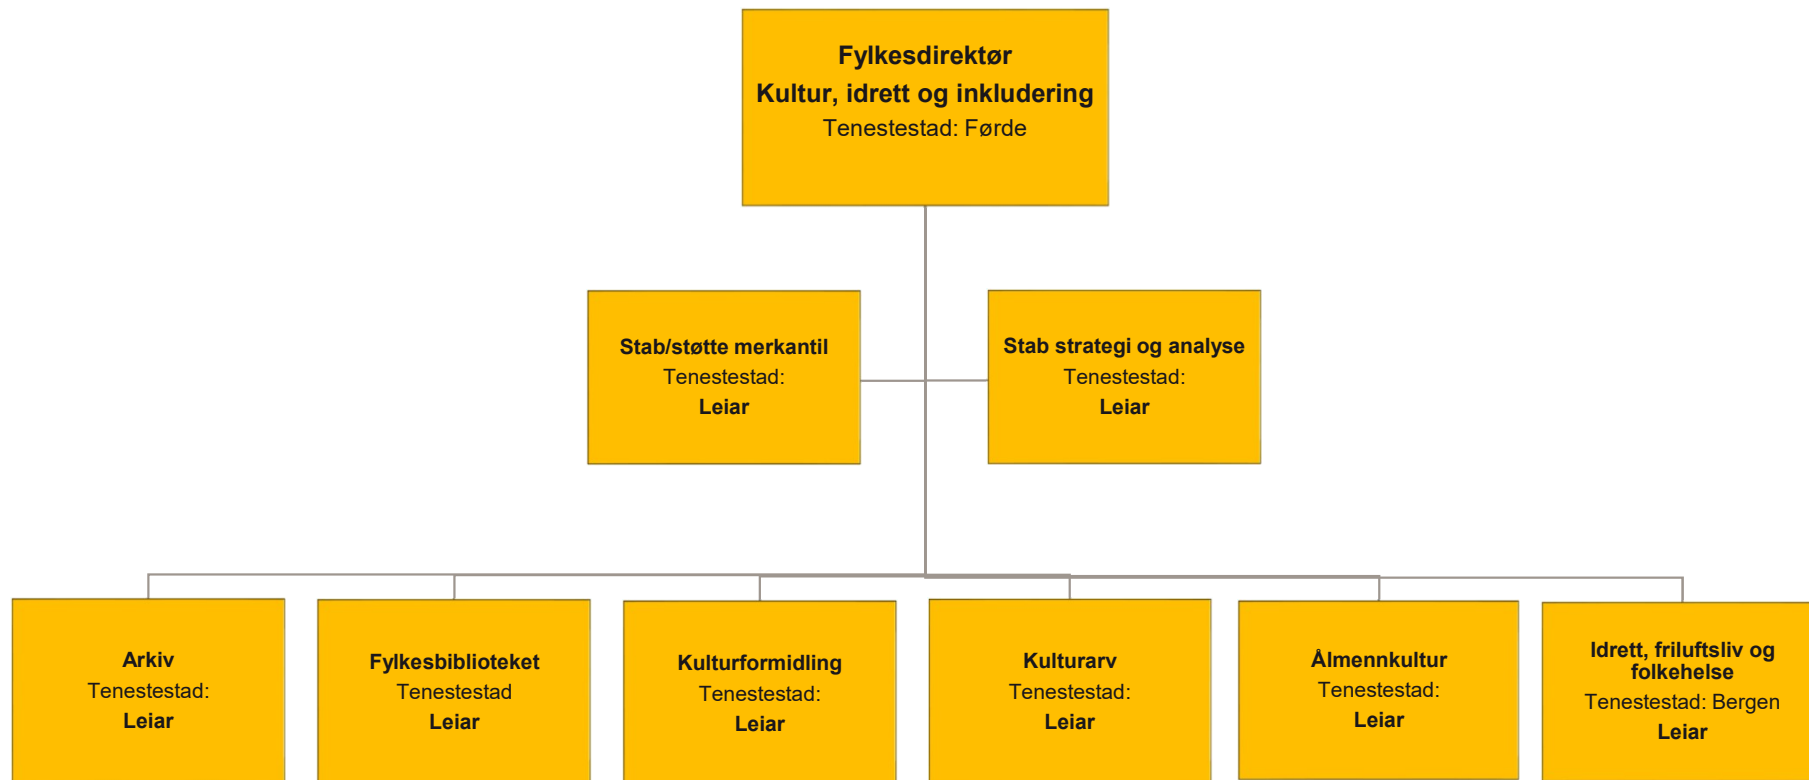 Fylkesdirektør
Kultur, idrett og inkludering
Tenestestad: Førde
Stab/støtte merkantil
Tenestestad:
Leiar
Stab strategi og analyse
Tenestestad:
Leiar
Arkiv
Tenestestad:
Leiar
Fylkesbiblioteket
Tenestestad
Leiar
Kulturformidling
Tenestestad:
Leiar
Kulturarv
Tenestestad:
Leiar
Ålmennkultur
Tenestestad:
Leiar
Idrett, friluftsliv og
folkehelse
Tenestestad: Bergen
Leiar